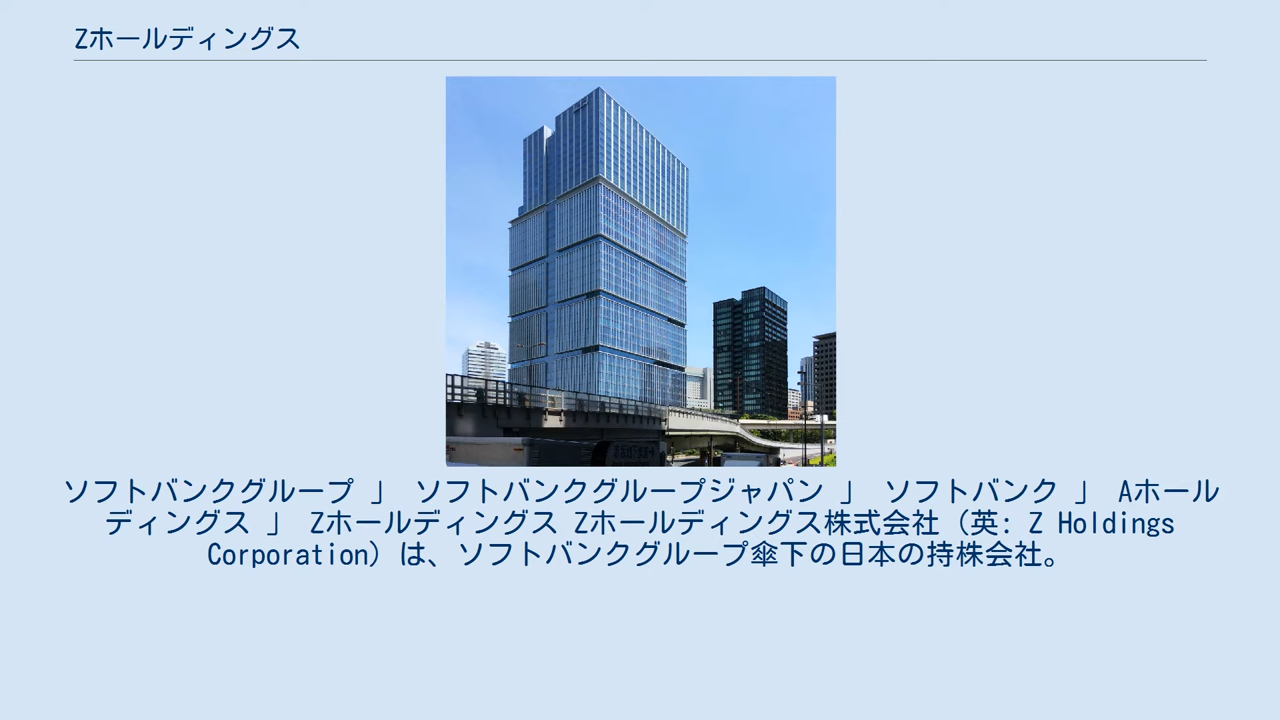 Zホールディングス
ソフトバンクグループ 」 ソフトバンクグループジャパン 」 ソフトバンク 」 Aホール
ディングス 」 Zホールディングス Zホールディングス株式会社（英: Z Holdings
Corporation）は、ソフトバンクグループ傘下の日本の持株会社。